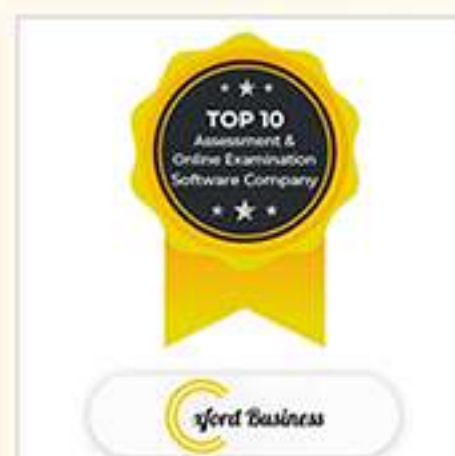 TOP 10
Assessment &
Online Examination
Software Company
xford Business